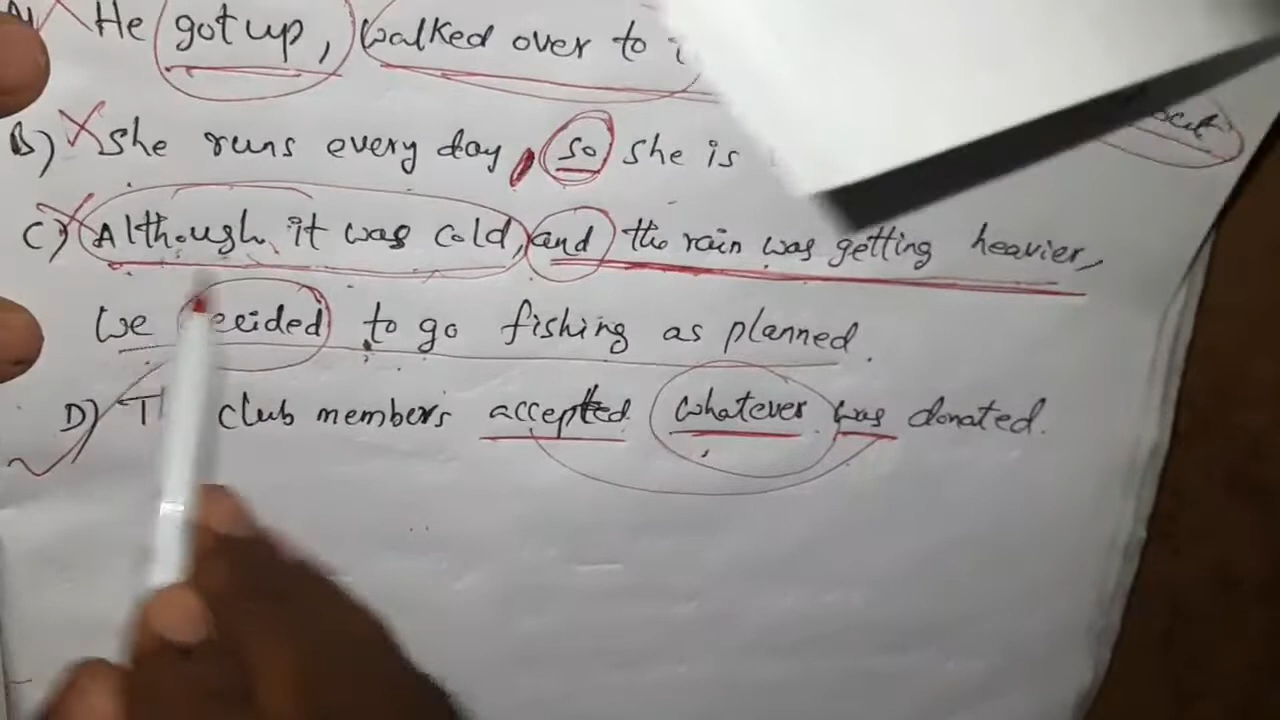 He got up, walked over to
B) She runs every day, so she is
C) Although it was cold, and the rain was getting heavier,
we decided to go fishing as planned.
D) club members accepted whatever was donated.